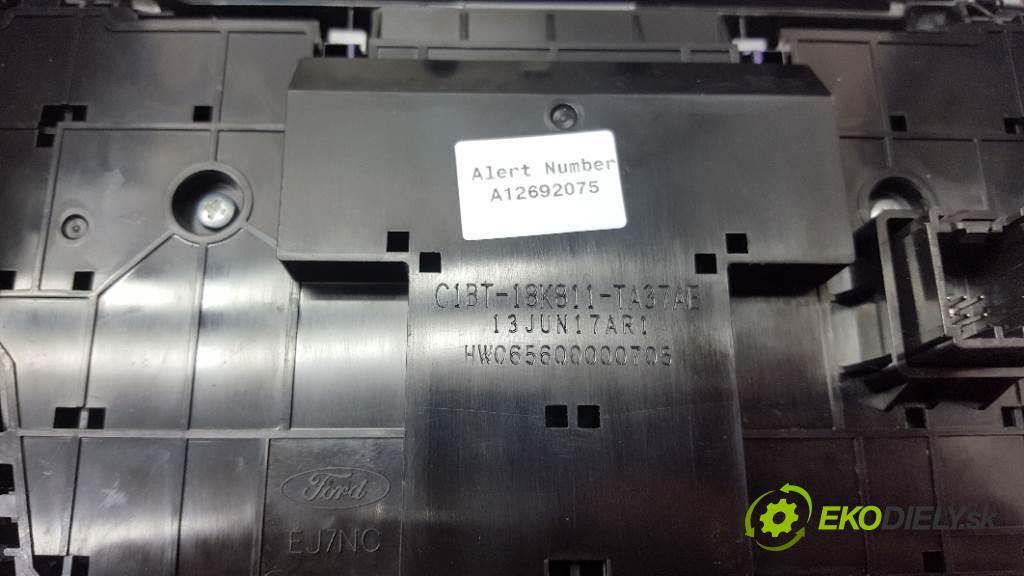 Alert Number
A12692075
C1BT-18K811-TA37AE
13JUN17AR1
HW065600000705
Ford
EJ7NC
EKODIELY.sk